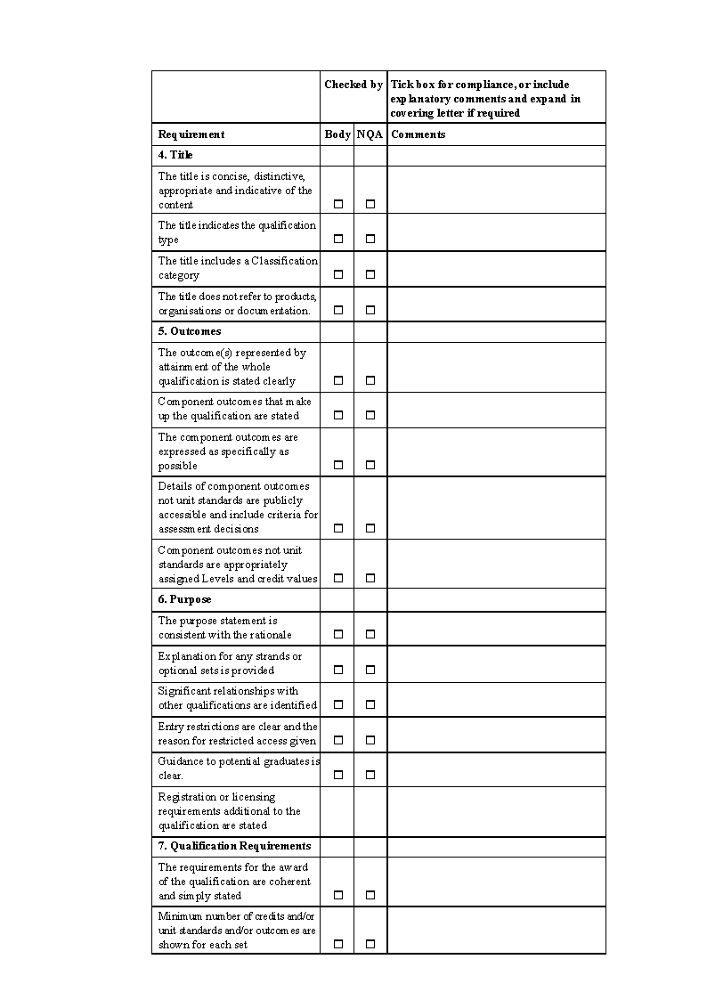 Checked by
Tick box for compliance, or include
explanatory comments and expand in
covering letter if required
Requirement
Body
NQA
Comments
4. Title
The title is concise, distinctive,
appropriate and indicative of the
content
The title indicates the qualification
type
The title includes a Classification
category
The title does not refer to products,
organisations or documentation.
5. Outcomes
The outcome(s) represented by
attainment of the whole
qualification is stated clearly
Component outcomes that make
up the qualification are stated
The component outcomes are
expressed as specifically as
possible
Details of component outcomes
not unit standards are publicly
accessible and include criteria for
assessment decisions
Component outcomes not unit
standards are appropriately
assigned Levels and credit values
6. Purpose
The purpose statement is
consistent with the rationale
Explanation for any strands or
optional sets is provided
Significant relationships with
other qualifications are identified
Entry restrictions are clear and the
reason for restricted access given
Guidance to potential graduates is
clear.
Registration or licensing
requirements additional to the
qualification are stated
7. Qualification Requirements
The requirements for the award
of the qualification are coherent
and simply stated
Minimum number of credits and/or
unit standards and/or outcomes are
shown for each set